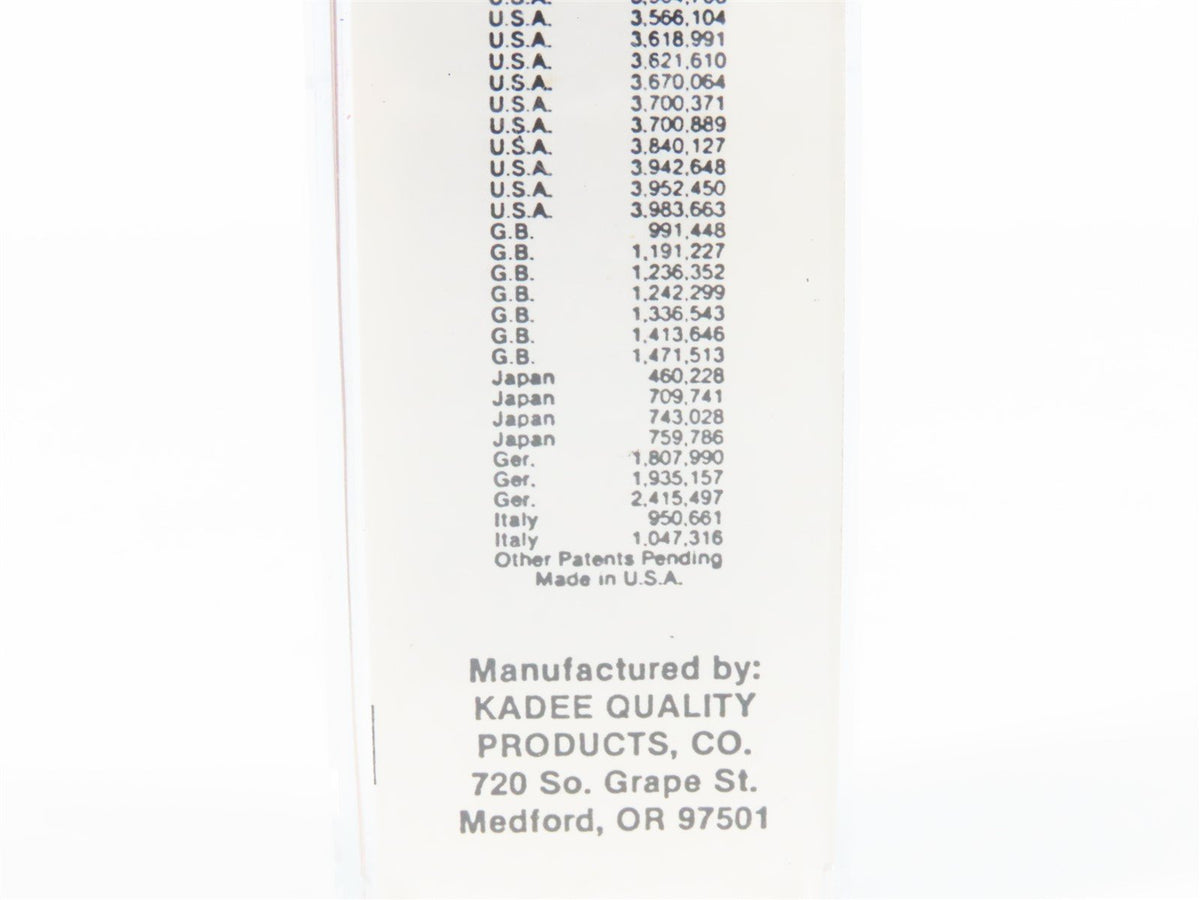 U.S.A. 3,566,104
U.S.A. 3,618,991
U.S.A. 3,621,610
U.S.A. 3,670,064
U.S.A. 3,700,371
U.S.A. 3,700,889
U.S.A. 3,840,127
U.S.A. 3,942,648
U.S.A. 3,952,450
U.S.A. 3,983,663
G.B. 991,448
G.B. 1,191,227
G.B. 1,236,352
G.B. 1,242,299
G.B. 1,336,543
G.B. 1,413,646
G.B. 1,471,513
Japan 460,228
Japan 709,741
Japan 743,028
Japan 759,786
Ger. 1,807,990
Ger. 1,935,157
Ger. 2,415,497
Italy 950,661
Italy 1,047,316
Other Patents Pending
Made in U.S.A.
Manufactured by:
KADEE QUALITY
PRODUCTS, CO.
720 So. Grape St.
Medford, OR 97501